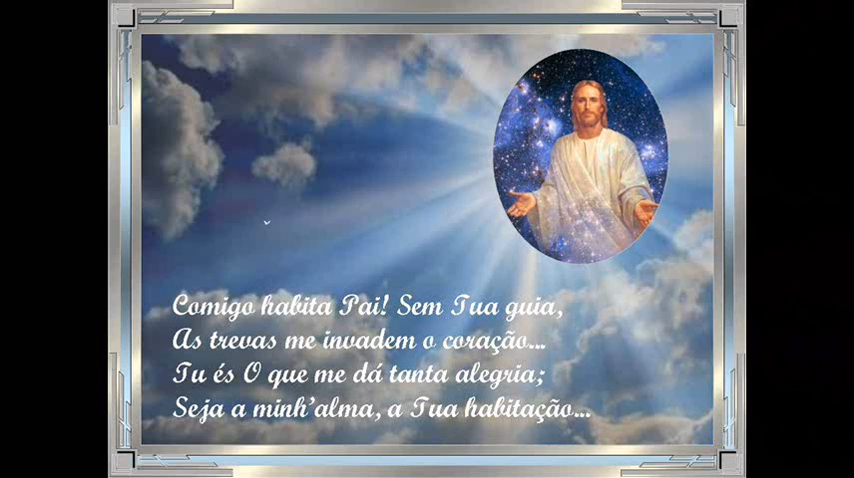 Comigo habita Pai! Sem Tua guia,
As trevas me invadem o coração...
Tu és O que me dá tanta alegria;
Seja a minh'alma, a Tua habitação...